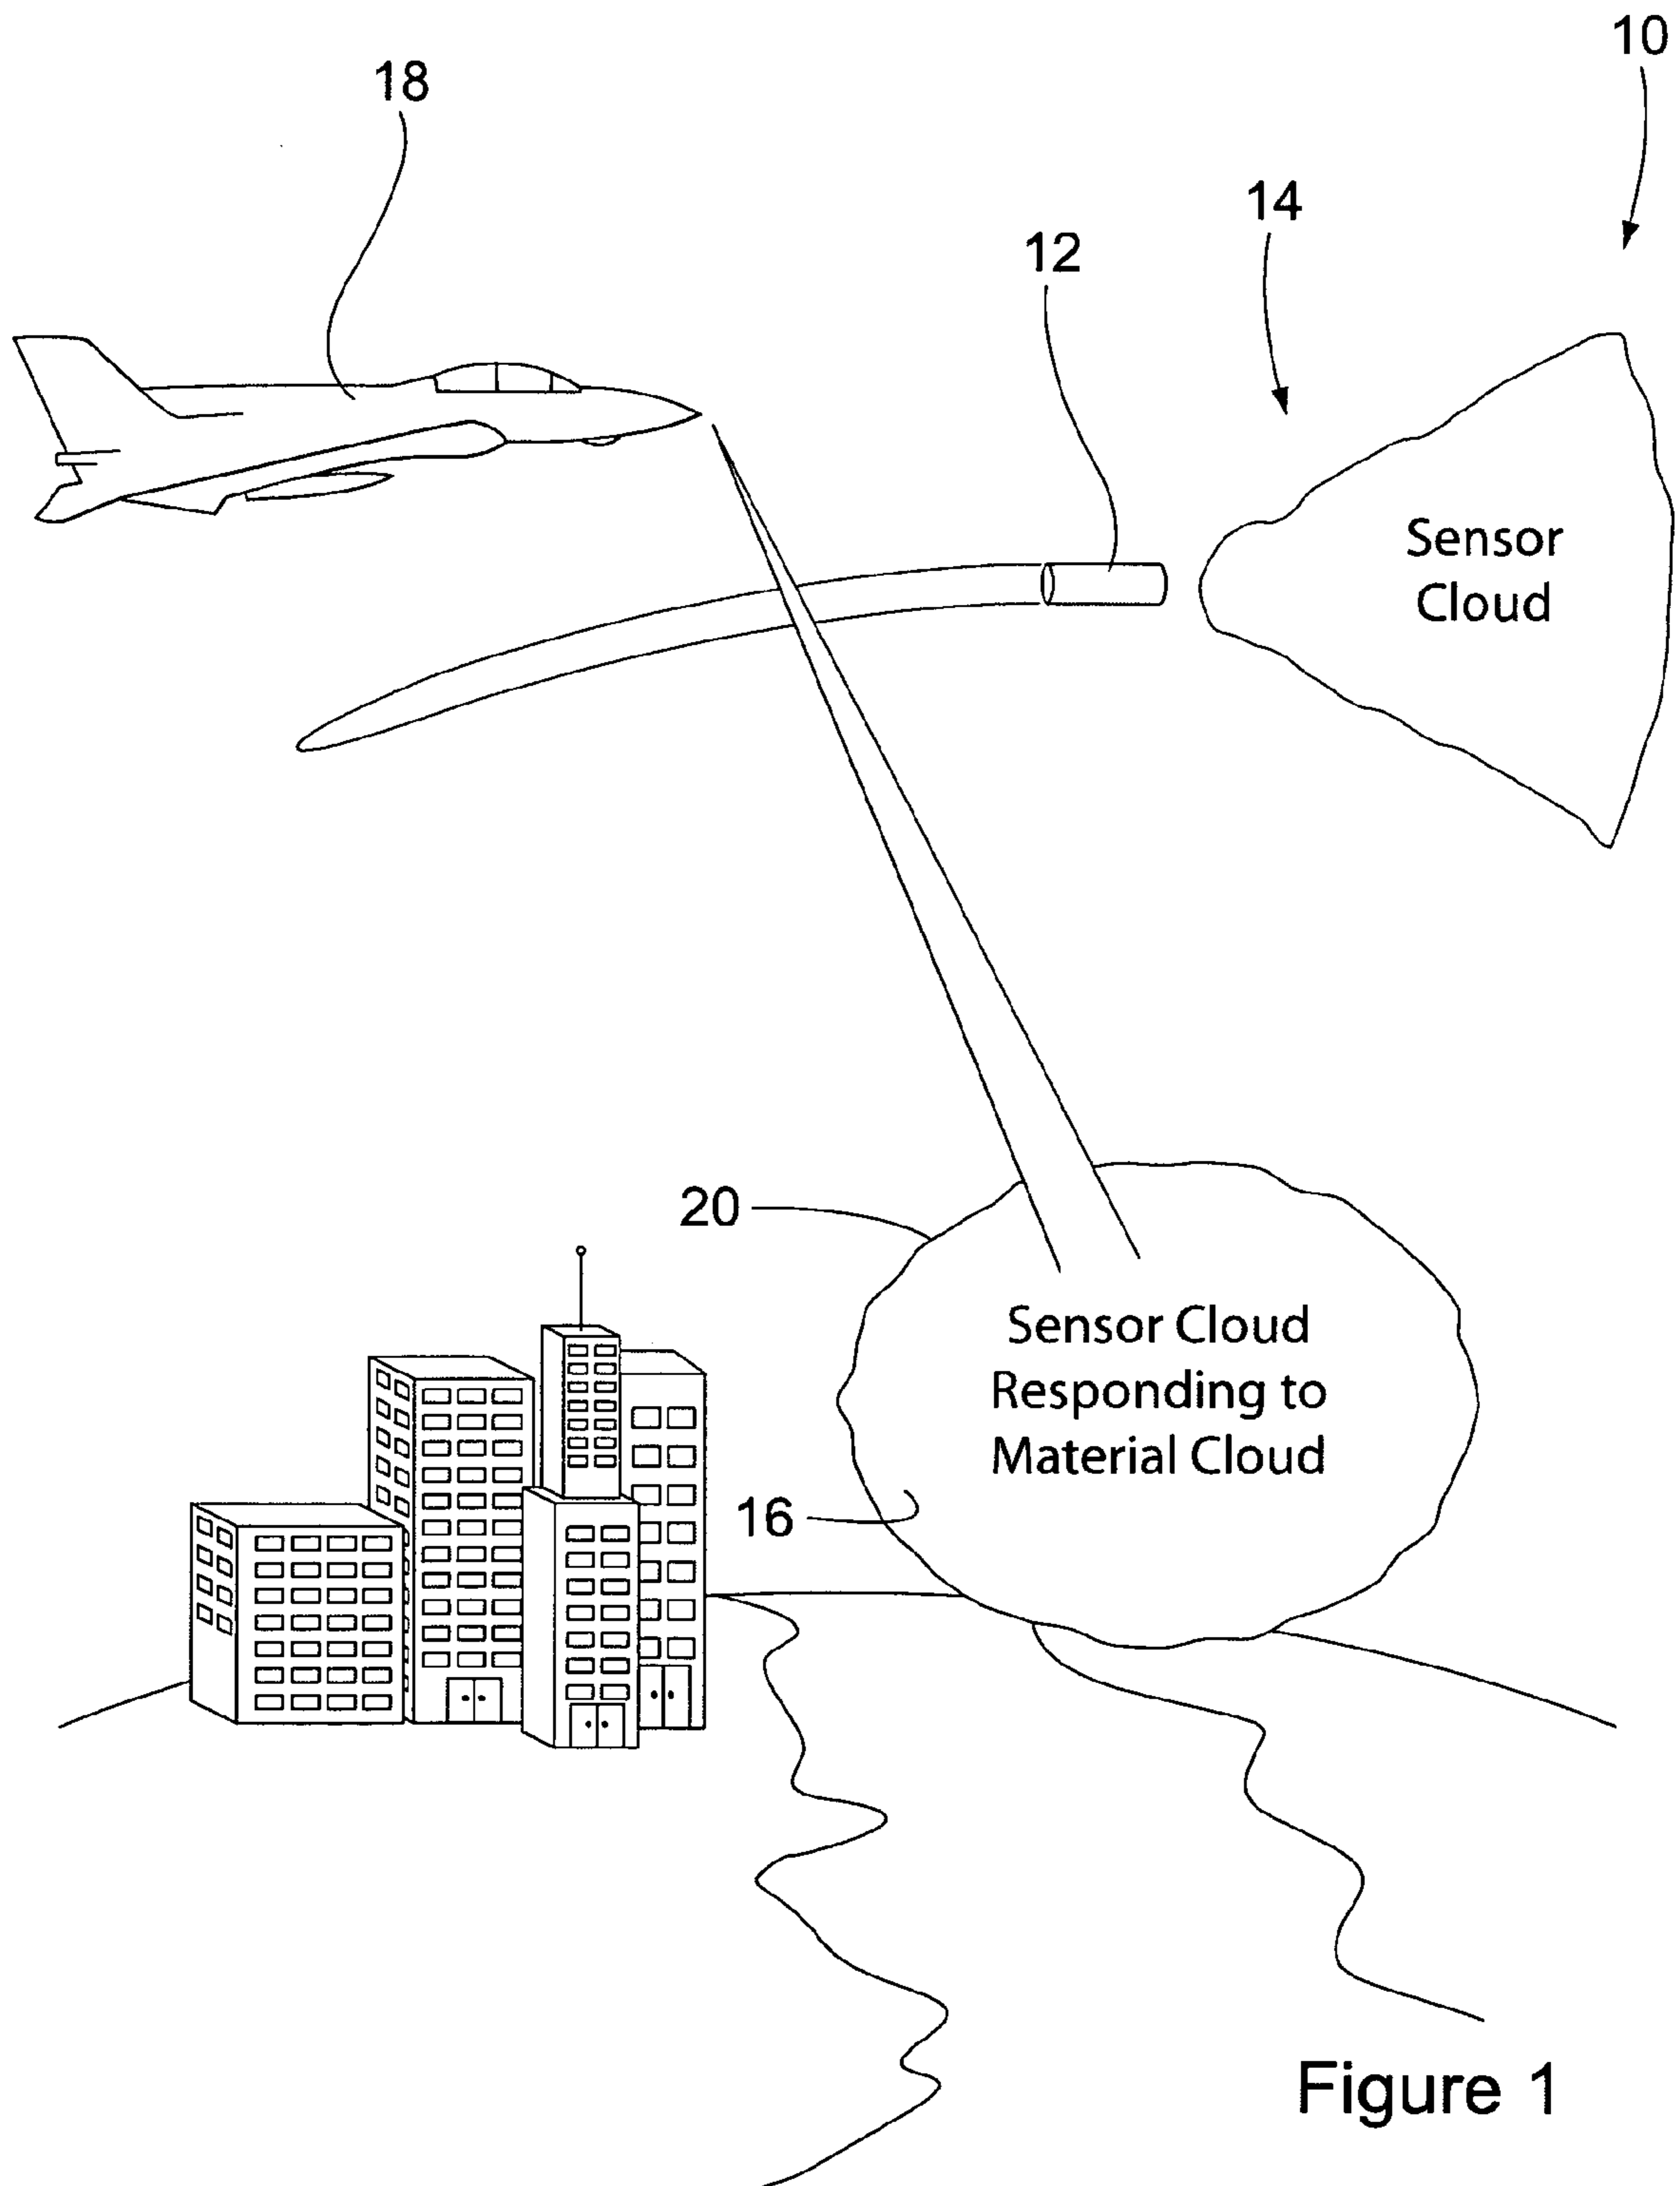 10
18
14
12
Sensor
Cloud
20
Sensor Cloud
Responding to
Material Cloud
16
Figure 1